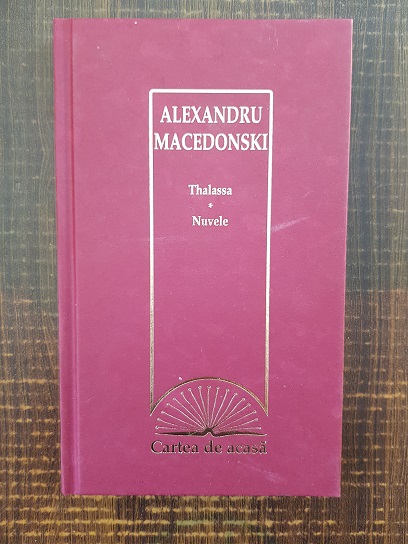 ALEXANDRU
MACEDONSKI
Thalassa
*
Nuvele
Cartea de acasă